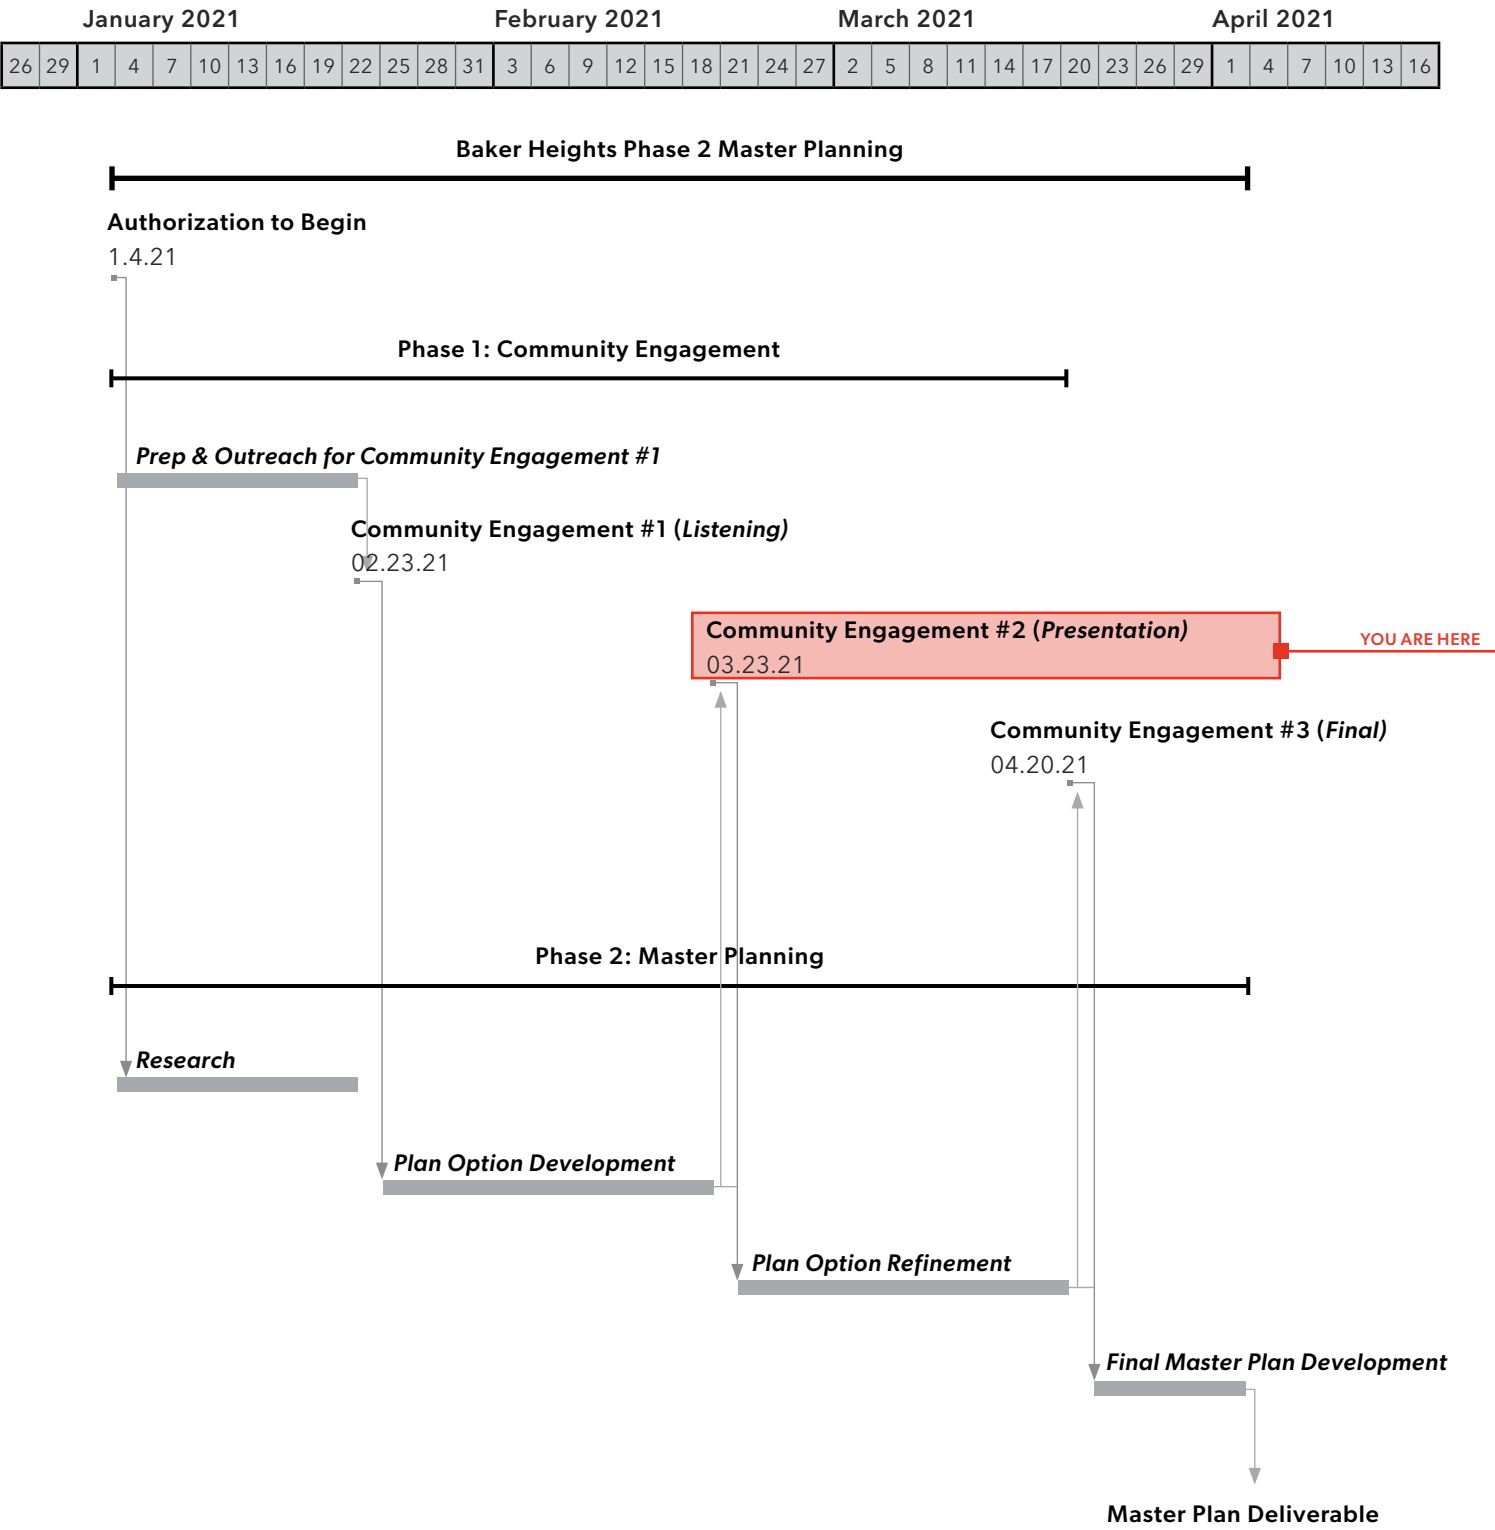 January 2021 February 2021 March 2021 April 2021
26 29 1 4 7 10 13 16 19 22 25 28 31 3 6 9 12 15 18 21 24 27 2 5 8 11 14 17 20 23 26 29 1 4 7 10 13 16
Baker Heights Phase 2 Master Planning
Authorization to Begin
1.4.21
Phase 1: Community Engagement
Prep & Outreach for Community Engagement #1
Community Engagement #1 (Listening)
02.23.21
Community Engagement #2 (Presentation)
YOU ARE HERE
03.23.21
Community Engagement #3 (Final)
04.20.21
Phase 2: Master Planning
Research
Plan Option Development
Plan Option Refinement
Final Master Plan Development
Master Plan Deliverable